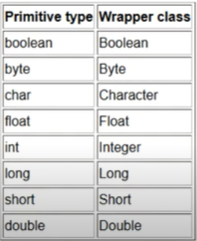 Primitive type Wrapper class
boolean Boolean
byte Byte
char Character
float Float
int Integer
long Long
short Short
double Double